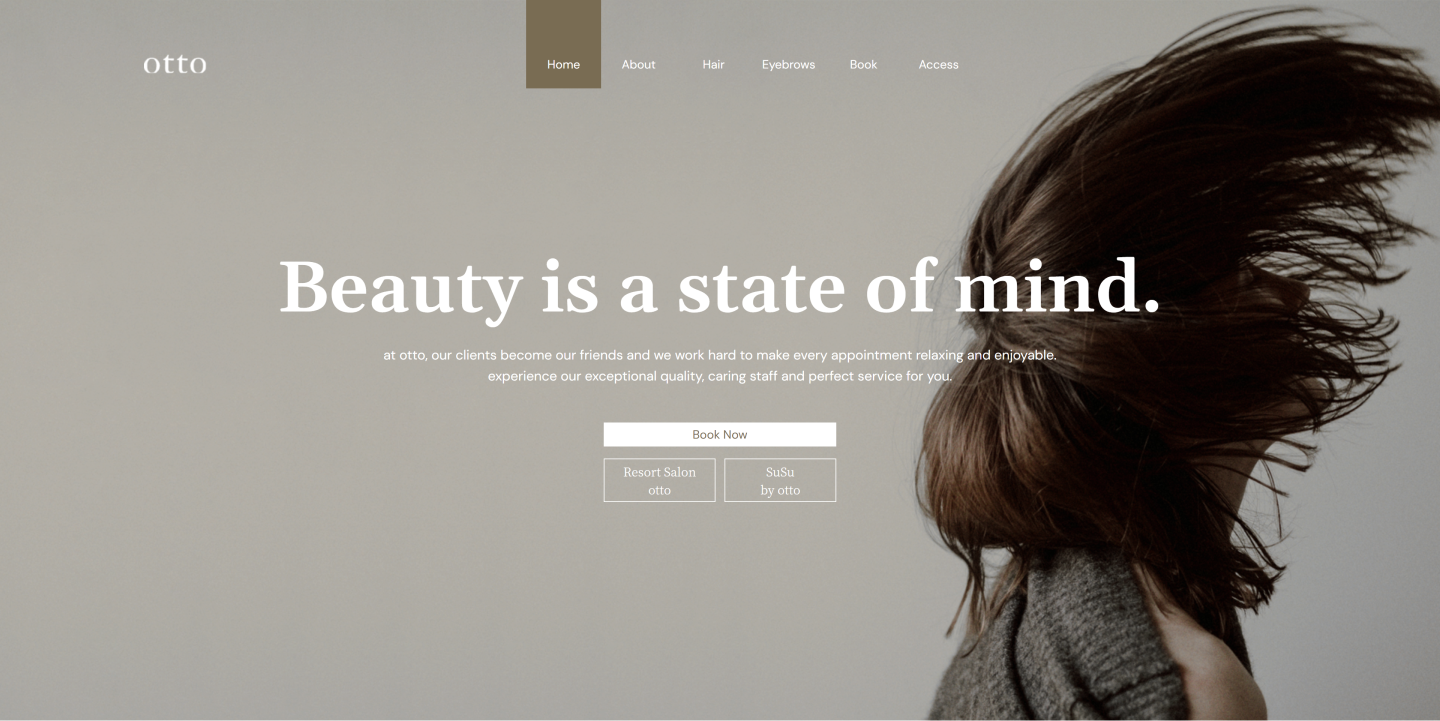 otto
Home About Hair Eyebrows Book Access
Beauty is a state of mind.
at otto, our clients become our friends and we work hard to make every appointment relaxing and enjoyable.
experience our exceptional quality, caring staff and perfect service for you.
Book Now
Resort Salon
otto
SuSu
by otto